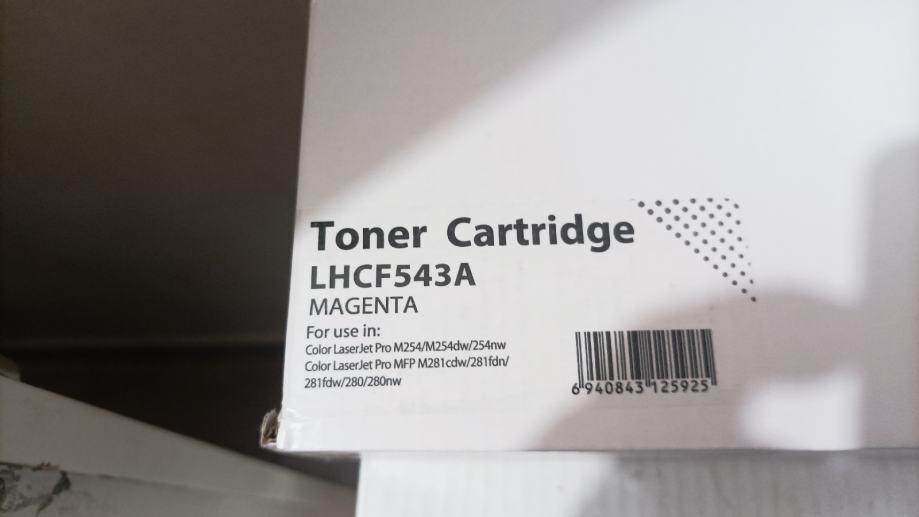 Toner Cartridge
LHCF543A
MAGENTA
For use in:
Color LaserJet Pro M254/M254dw/254nw
Color LaserJet Pro MFP M281cdw/281fdn/
281fdw/280/280nw
6 940843 125925